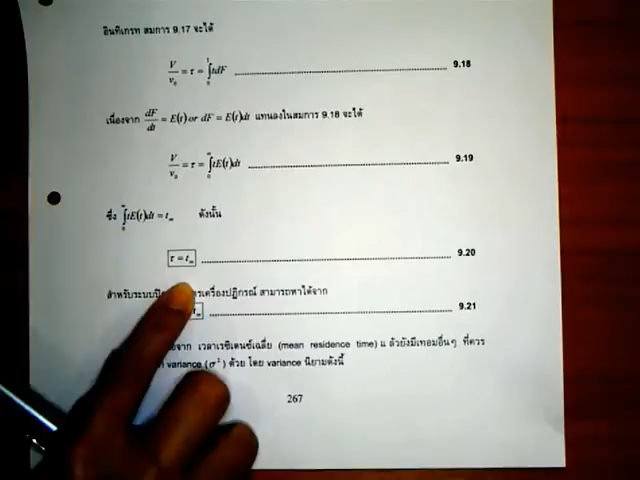 อินทิเกรท สมการ 9.17 จะได้
V/v₀ = τ = ∫₀¹ tdF ........ 9.18
เนื่องจาก dF/dt = E(t) or dF = E(t)dt แทนลงในสมการ 9.18 จะได้
V/v₀ = τ = ∫₀^∞ tE(t)dt ........ 9.19
ซึ่ง ∫₀^∞ tE(t)dt = tₘ ดังนั้น
τ = tₘ ........ 9.20
สำหรับระบบ เครื่องปฏิกรณ์ สามารถหาได้จาก
tₘ ........ 9.21
จาก เวลาเรซิเดนซ์เฉลี่ย (mean residence time) แล้วยังมีเทอมอื่นๆ ที่ควร
variance (σ²) ด้วย โดย variance นิยามดังนี้
267